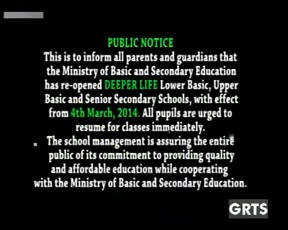 PUBLIC NOTICE
This is to inform all parents and guardians that
the Ministry of Basic and Secondary Education
has re-opened DEEPER LIFE Lower Basic, Upper
Basic and Senior Secondary Schools, with effect
from 4th March, 2014. All pupils are urged to
resume for classes immediately.
The school management is assuring the entire
public of its commitment to providing quality
and affordable education while cooperating
with the Ministry of Basic and Secondary Education.
GRTS